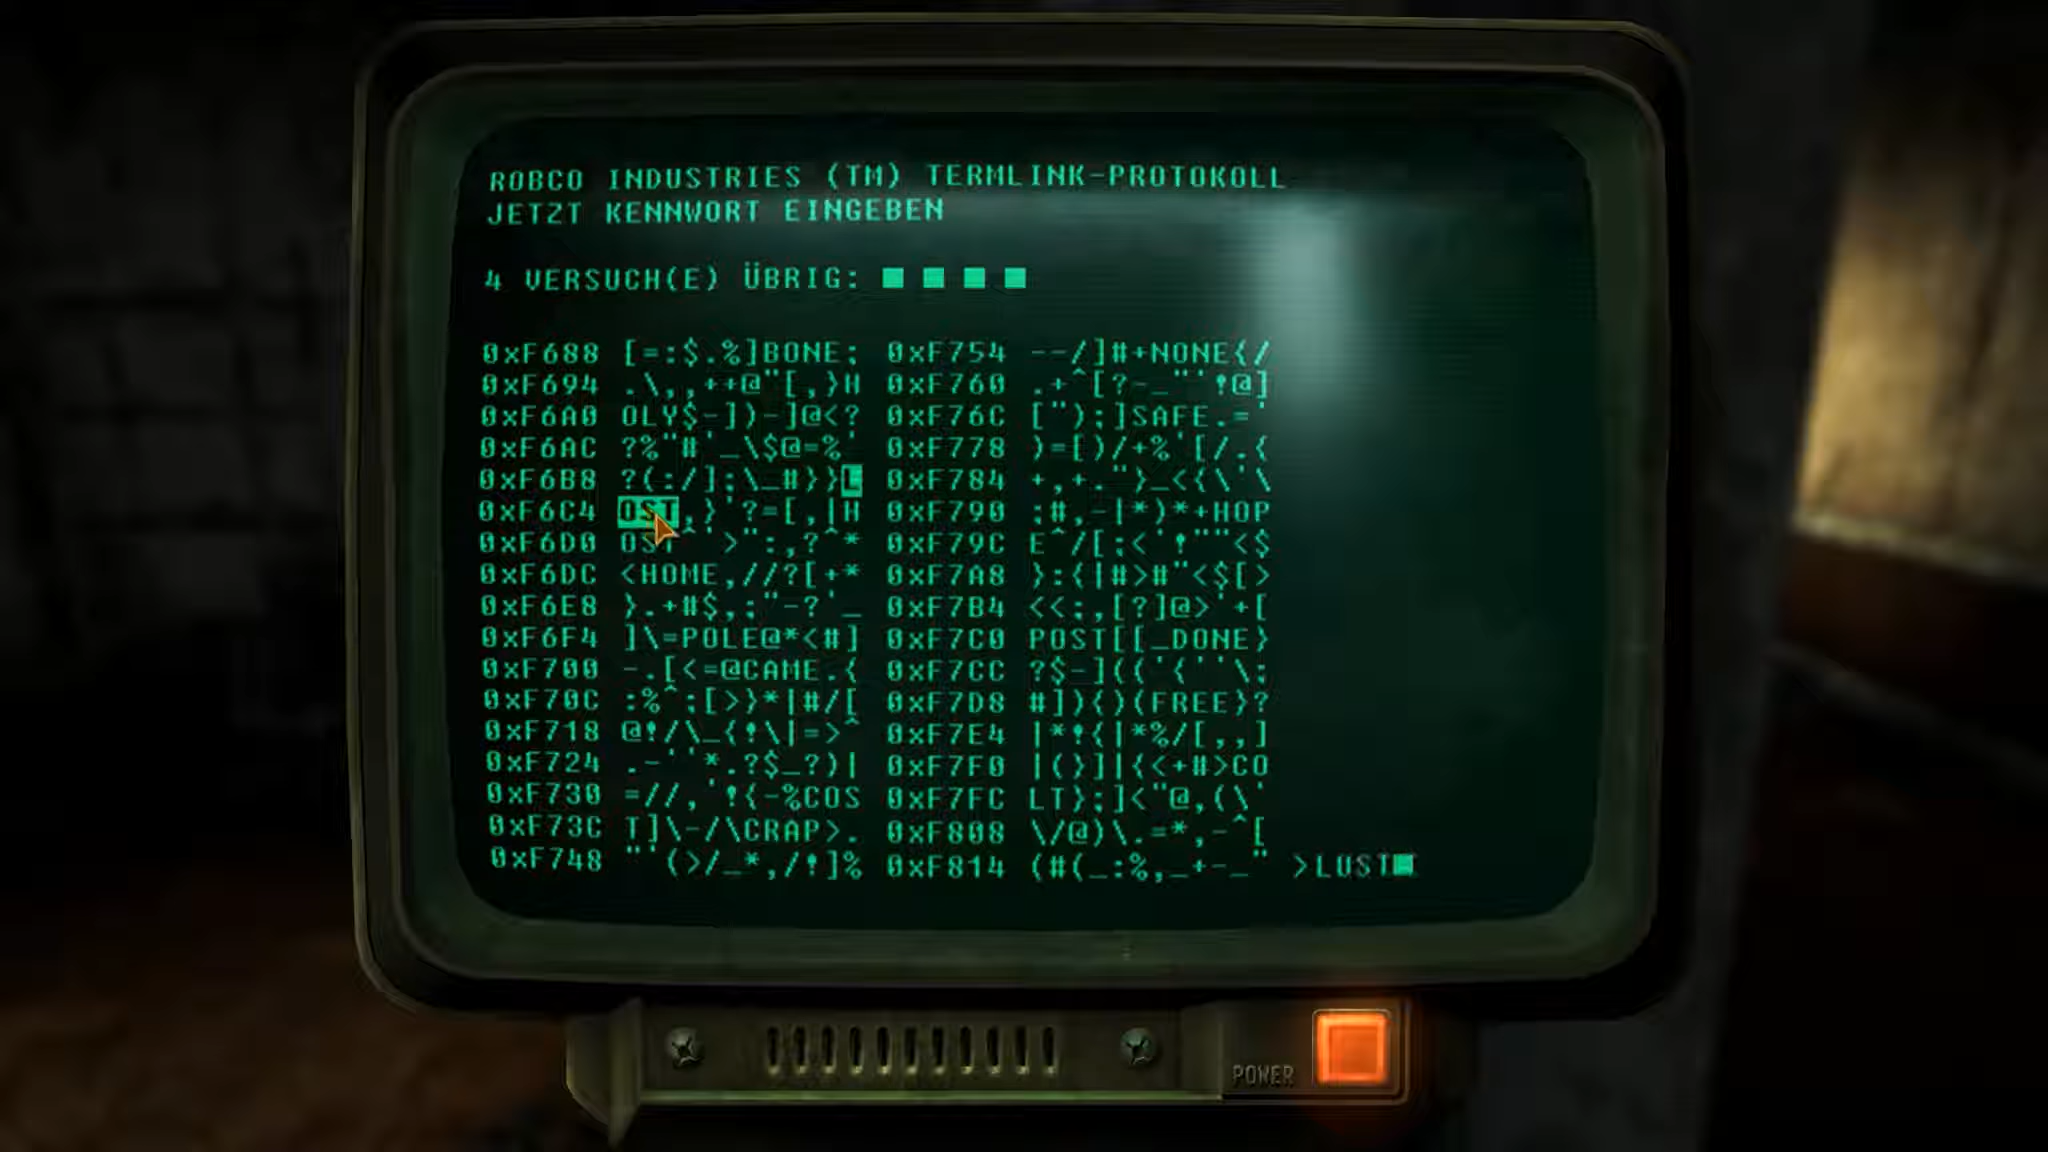 ROBCO INDUSTRIES (TM) TERMLINK-PROTOKOLL
JETZT KENNWORT EINGEBEN
4 VERSUCH(E) ÜBRIG: ■ ■ ■ ■
0xF688 [=:$.%]BONE; 0xF754 --/]#+NONE{/
0xF694 .\,,++@"[,}H 0xF760 .+^[?-_"'!@]
0xF6A0 OLY$-])-]@<? 0xF76C [");]SAFE.='
0xF6AC ?%"#'_\$@=%' 0xF778 )=[)/+%'[/.{
0xF6B8 ?(:/];\_#}}L 0xF784 +,+."}_<{\'\
0xF6C4 OST,}'?=[,|H 0xF790 ;#,-|*)*+HOP
0xF6D0 OST^'>":,?^* 0xF79C E^/[;<'!""<$
0xF6DC <HOME,//?[+* 0xF7A8 }:{|#>#"<$[>
0xF6E8 }.+#$,;"-?'_ 0xF7B4 <<:,[?]@>'+[
0xF6F4 ]\=POLE@*<#] 0xF7C0 POST[[_DONE}
0xF700 -.[<=@CAME.{ 0xF7CC ?$-](('{''\;
0xF70C :%^;[>}*|#/[ 0xF7D8 #]){}(FREE}?
0xF718 @!/\_{!\|=>^ 0xF7E4 |*!{|*%/[,,]
0xF724 .-''*.?$_?)| 0xF7F0 |(}]|{<+#>CO
0xF730 =//,'!{-%COS 0xF7FC LT};]<"@,(\'
0xF73C T]\-/\CRAP>. 0xF808 \/@)\.=*,-^[
0xF748 "'(>/_*,/!]% 0xF814 (#(_:%,_+-_" >LOST■
POWER